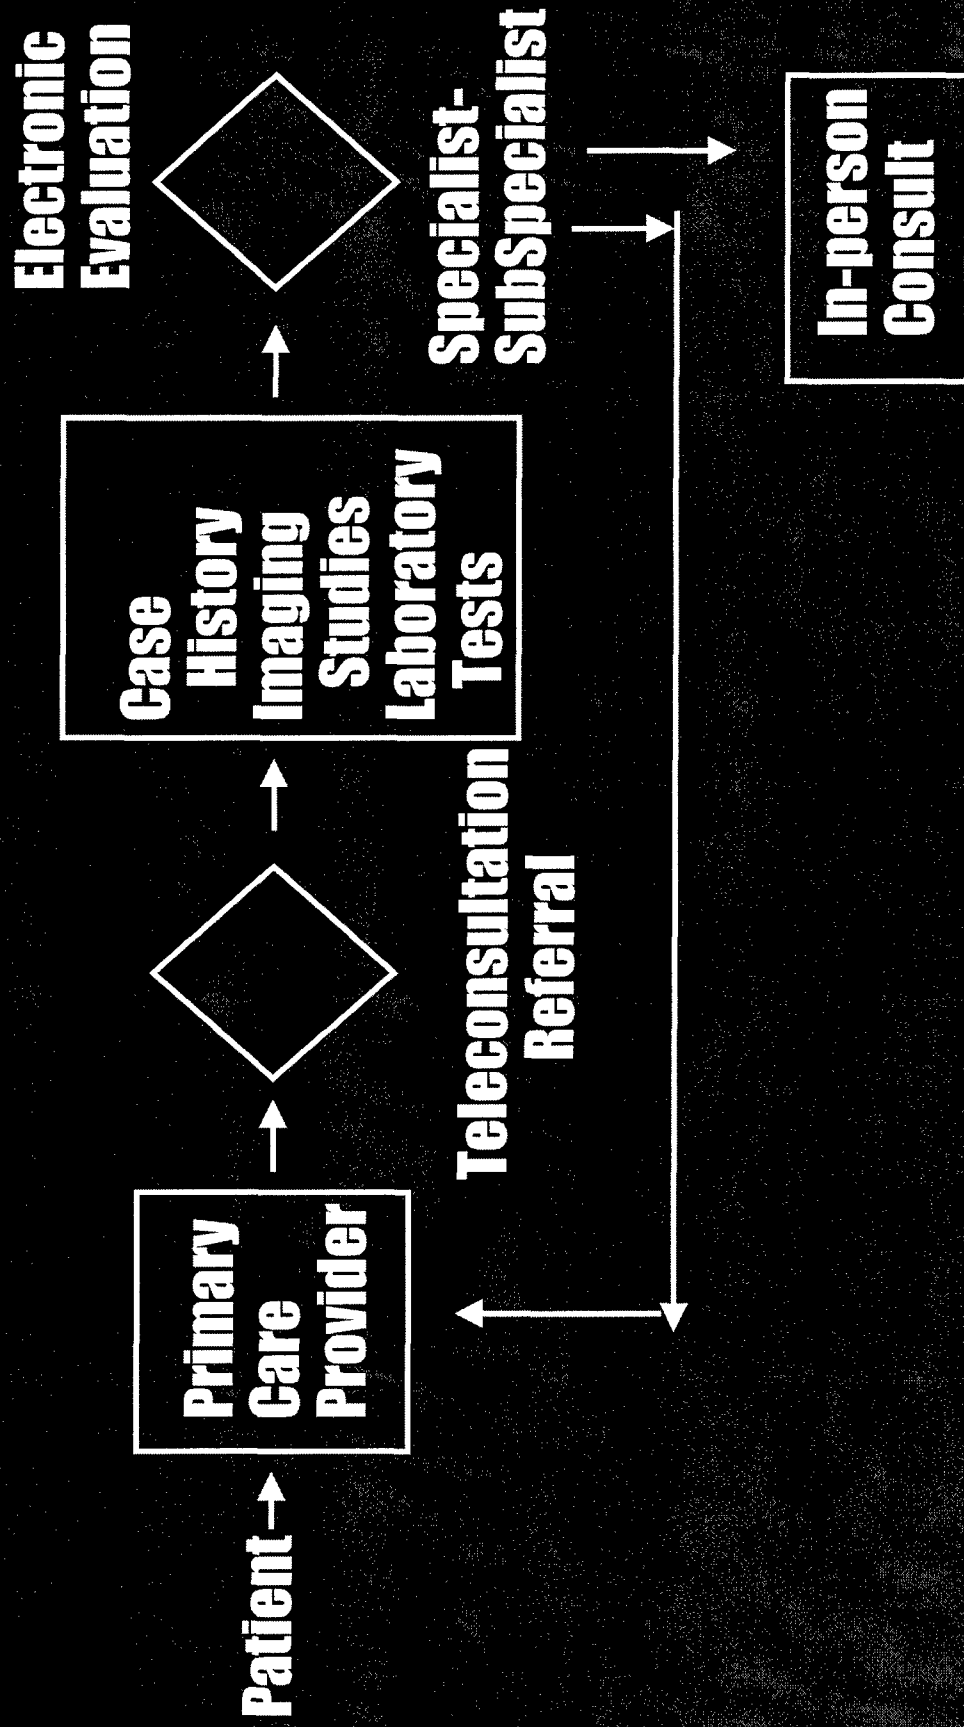 Patient
Primary
Care
Provider
Teleconsultation
Referral
Case
History
Imaging
Studies
Laboratory
Tests
Electronic
Evaluation
Specialist-
SubSpecialist
In-person
Consult